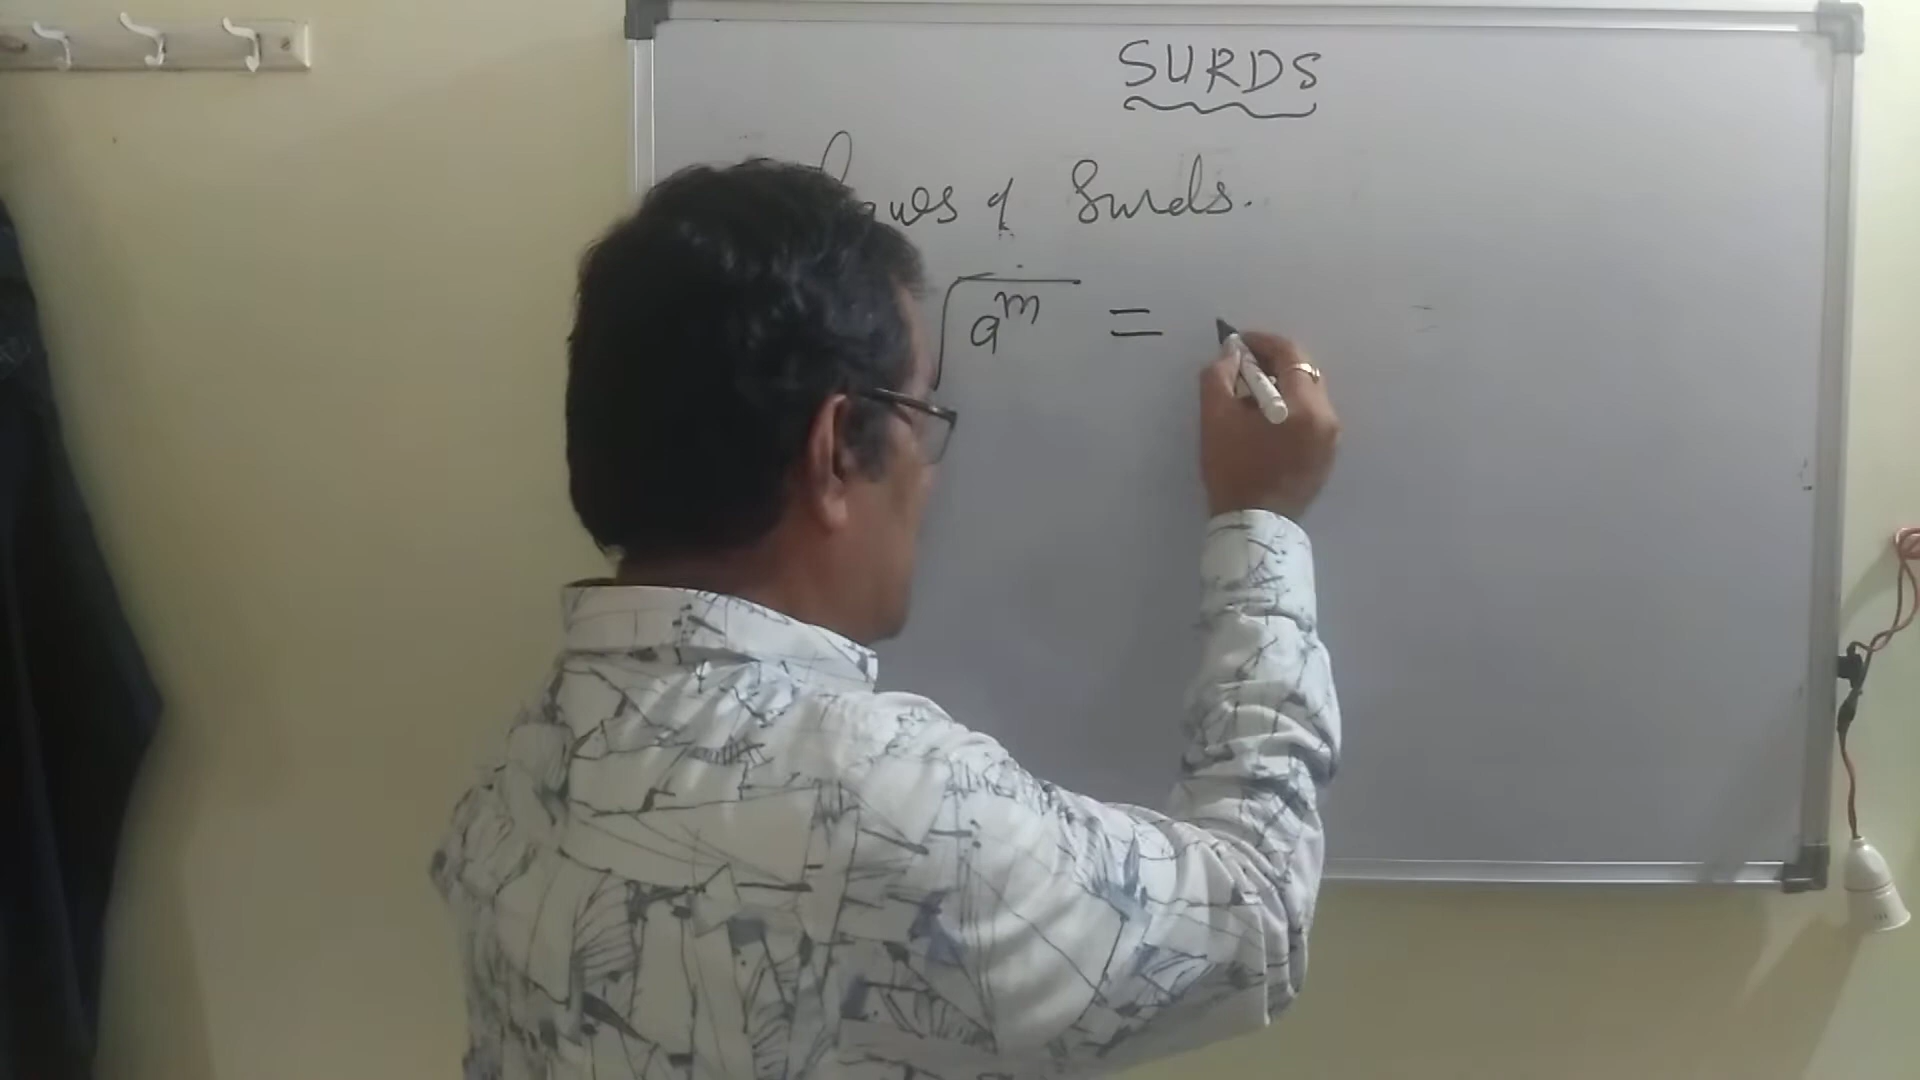 SURDS
Laws of Surds.
√a^m =